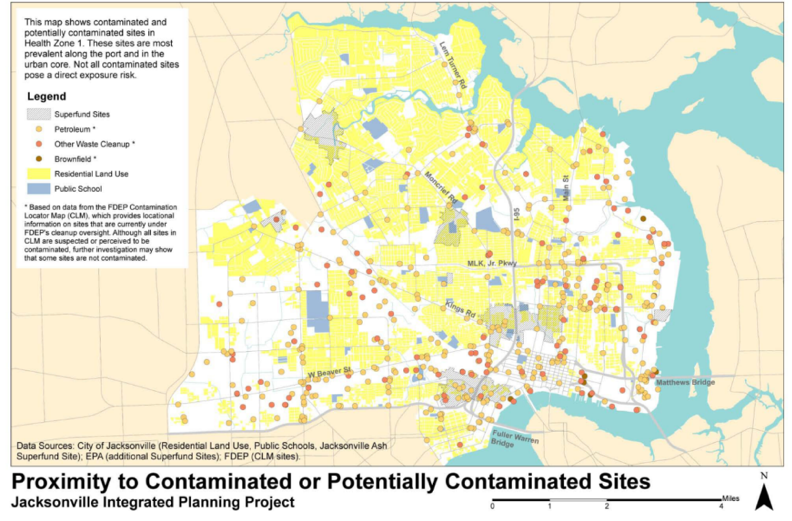 This map shows contaminated and
potentially contaminated sites in
Health Zone 1. These sites are most
prevalent along the port and in the
urban core. Not all contaminated sites
pose a direct exposure risk.
Legend
Superfund Sites
Petroleum *
Other Waste Cleanup *
Brownfield *
Residential Land Use
Public School
* Based on data from the FDEP Contamination
Locator Map (CLM), which provides locational
information on sites that are currently under
FDEP's cleanup oversight. Although all sites in
CLM are suspected or perceived to be
contaminated, further investigation may show
that some sites are not contaminated.
Lem Turner Rd
Moncrief Rd
Main St
I-95
MLK, Jr. Pkwy
Kings Rd
W Beaver St
Matthews Bridge
Fuller Warren
Bridge
Data Sources: City of Jacksonville (Residential Land Use, Public Schools, Jacksonville Ash
Superfund Site); EPA (additional Superfund Sites); FDEP (CLM sites).
Proximity to Contaminated or Potentially Contaminated Sites
Jacksonville Integrated Planning Project
N
Miles
0 1 2 4